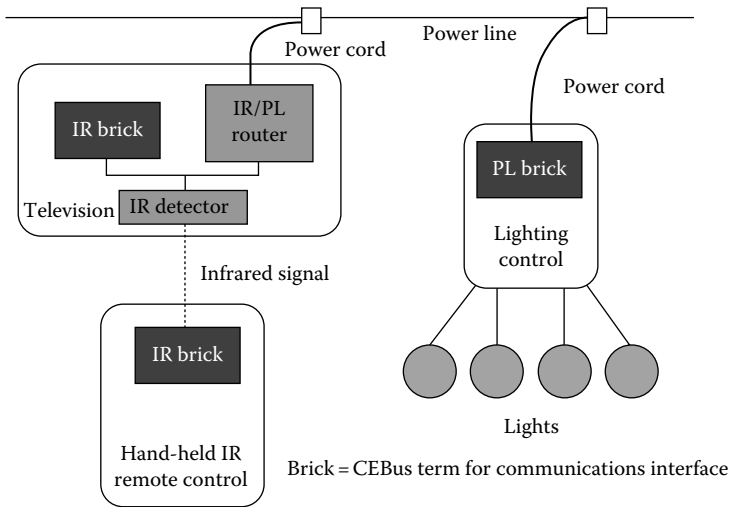 Power cord
Power line
IR/PL
router
IR brick
Power cord
PL brick
Television
IR detector
Lighting
control
Infrared signal
IR brick
Lights
Hand-held IR
remote control
Brick = CEBus term for communications interface